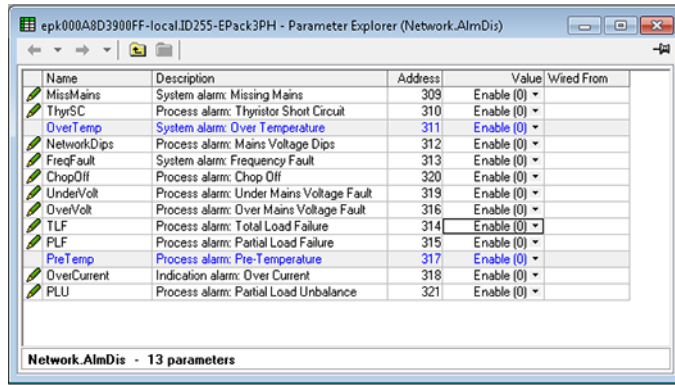 epk000A8D3900FF-local.ID255-EPack3PH - Parameter Explorer (Network.AlmDis)
Name Description Address Value Wired From
MissMains System alarm: Missing Mains 309 Enable (0)
ThyrSC Process alarm: Thyristor Short Circuit 310 Enable (0)
OverTemp System alarm: Over Temperature 311 Enable (0)
NetworkDips Process alarm: Mains Voltage Dips 312 Enable (0)
FreqFault System alarm: Frequency Fault 313 Enable (0)
ChopOff Process alarm: Chop Off 320 Enable (0)
UnderVolt Process alarm: Under Mains Voltage Fault 319 Enable (0)
OverVolt Process alarm: Over Mains Voltage Fault 316 Enable (0)
TLF Process alarm: Total Load Failure 314 Enable (0)
PLF Process alarm: Partial Load Failure 315 Enable (0)
PreTemp Process alarm: Pre-Temperature 317 Enable (0)
OverCurrent Indication alarm: Over Current 318 Enable (0)
PLU Process alarm: Partial Load Unbalance 321 Enable (0)
Network.AlmDis - 13 parameters